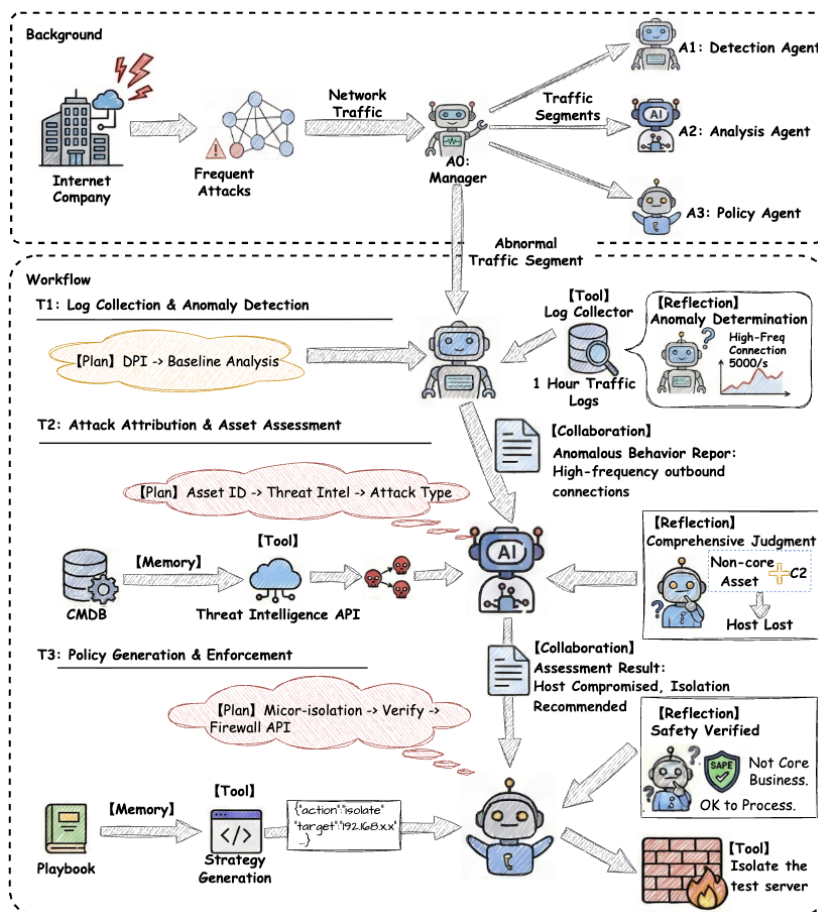 Background
Internet
Company
Frequent
Attacks
Network
Traffic
A0:
Manager
Traffic
Segments
A1: Detection Agent
AI
A2: Analysis Agent
A3: Policy Agent
Abnormal
Traffic Segment
Workflow
T1: Log Collection & Anomaly Detection
【Plan】DPI -> Baseline Analysis
【Tool】
Log Collector
1 Hour Traffic
Logs
【Reflection】
Anomaly Determination
?
High-Freq
Connection
5000/s
T2: Attack Attribution & Asset Assessment
【Collaboration】
Anomalous Behavior Repor:
High-frequency outbound
connections
【Plan】Asset ID -> Threat Intel -> Attack Type
CMDB
【Memory】
【Tool】
Threat Intelligence API
AI
【Reflection】
Comprehensive Judgment
? ?
Non-core
Asset
C2
Host Lost
T3: Policy Generation & Enforcement
【Collaboration】
Assessment Result:
Host Compromised, Isolation
Recommended
【Plan】Micor-isolation -> Verify ->
Firewall API
【Reflection】
Safety Verified
? ?
SAPE
Not Core
Business.
OK to Process.
Playbook
【Memory】
【Tool】
</>
Strategy
Generation
{"action":"isolate"
"target":"192.168.xx"
...}
【Tool】
Isolate the
test server